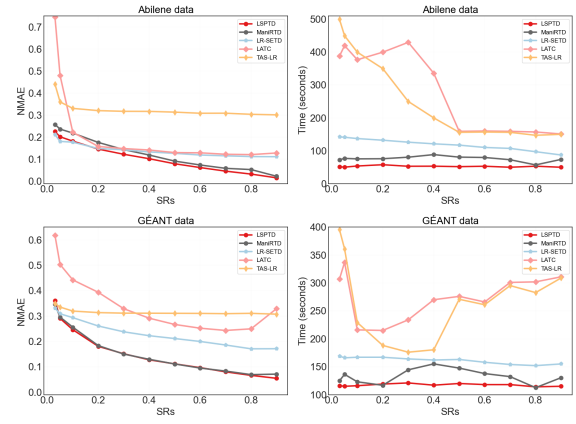 Abilene data
0.7
0.6
0.5
0.4
0.3
0.2
0.1
0.0
NMAE
0.0 0.2 0.4 0.6 0.8
SRs
LSPTD
ManiRTD
LR-SETD
LATC
TAS-LR
Abilene data
500
400
300
200
100
0
Time (seconds)
0.0 0.2 0.4 0.6 0.8
SRs
LSPTD
ManiRTD
LR-SETD
LATC
TAS-LR
GÉANT data
0.6
0.5
0.4
0.3
0.2
0.1
0.0
NMAE
0.0 0.2 0.4 0.6 0.8
SRs
LSPTD
ManiRTD
LR-SETD
LATC
TAS-LR
GÉANT data
400
350
300
250
200
150
100
Time (seconds)
0.0 0.2 0.4 0.6 0.8
SRs
LSPTD
ManiRTD
LR-SETD
LATC
TAS-LR